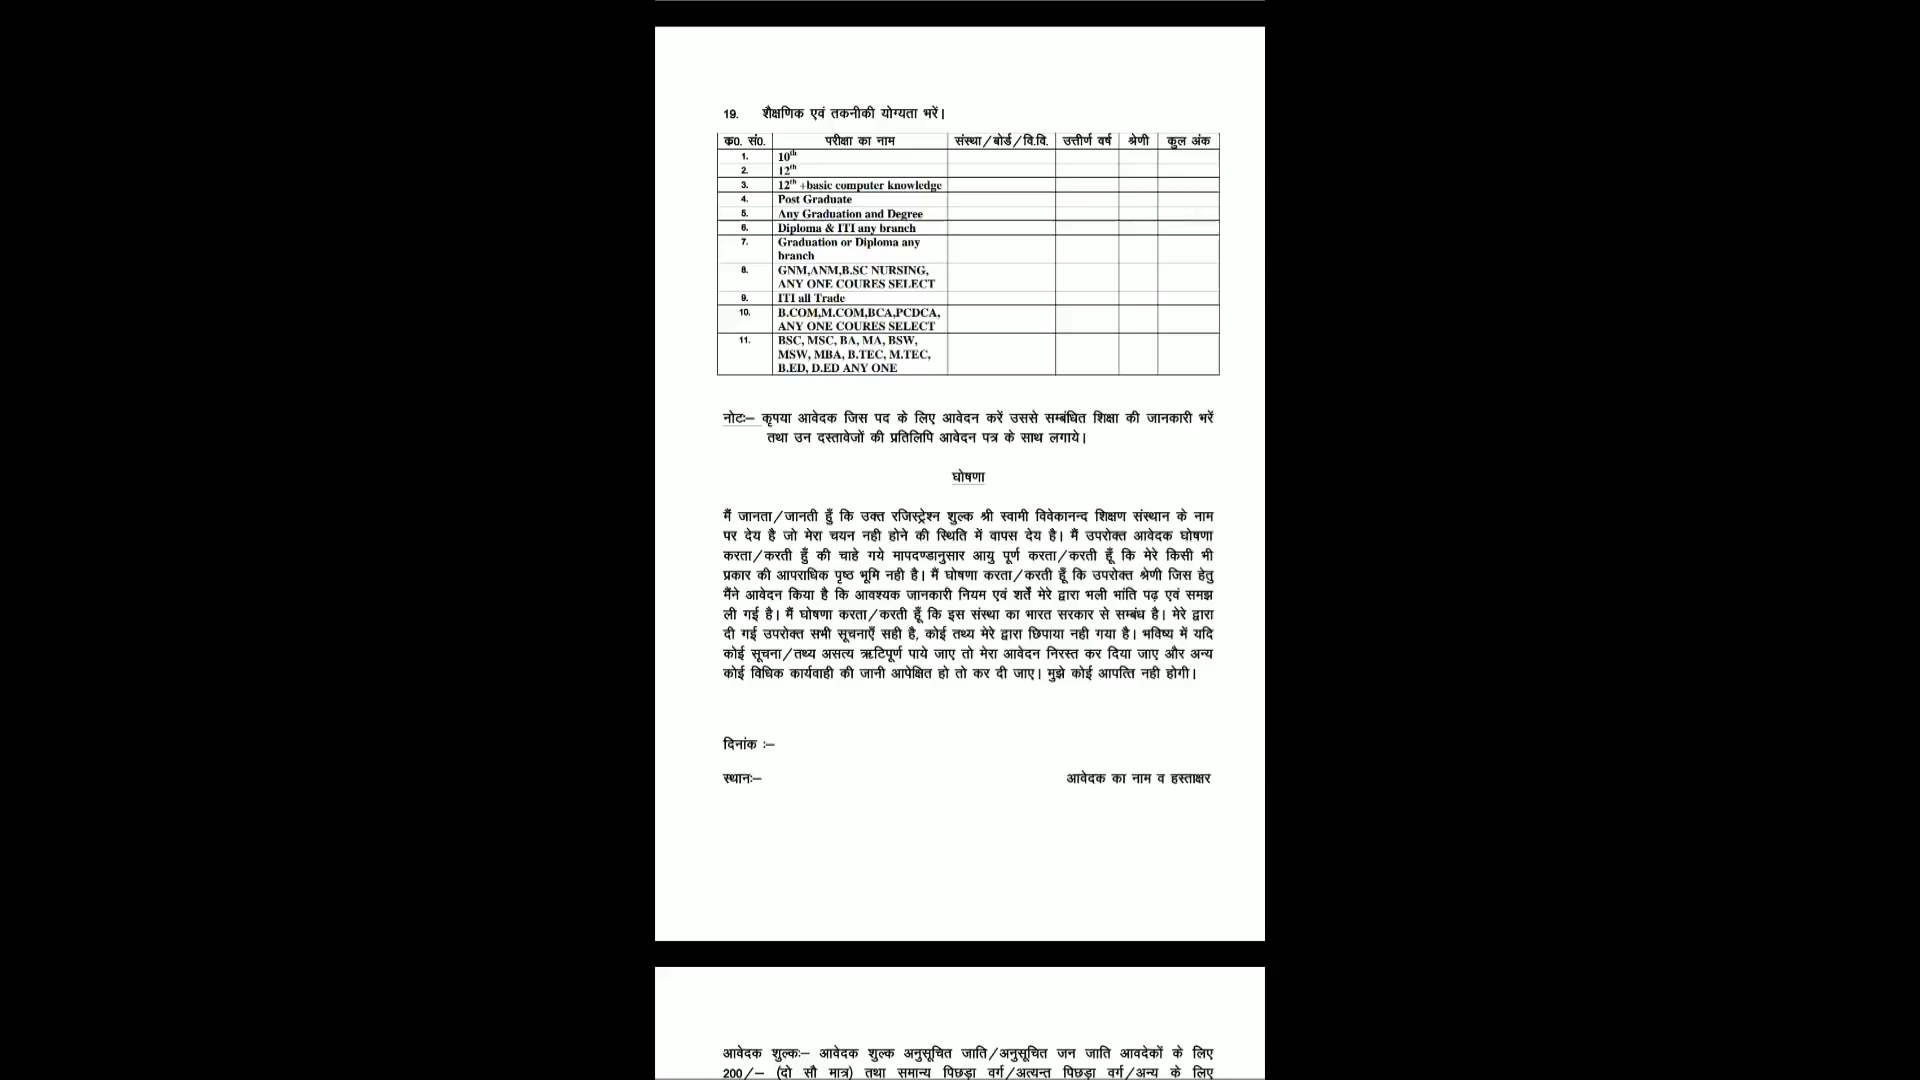 19. शैक्षणिक एवं तकनीकी योग्यता भरें।
क्र0. सं0. परीक्षा का नाम संस्था/बोर्ड/वि.वि. उत्तीर्ण वर्ष श्रेणी कुल अंक
1. 10th
2. 12th
3. 12th +basic computer knowledge
4. Post Graduate
5. Any Graduation and Degree
6. Diploma & ITI any branch
7. Graduation or Diploma any
branch
8. GNM,ANM,B.SC NURSING,
ANY ONE COURES SELECT
9. ITI all Trade
10. B.COM,M.COM,BCA,PCDCA,
ANY ONE COURES SELECT
11. BSC, MSC, BA, MA, BSW,
MSW, MBA, B.TEC, M.TEC,
B.ED, D.ED ANY ONE
नोटः– कृपया आवेदक जिस पद के लिए आवेदन करें उससे सम्बंधित शिक्षा की जानकारी भरें
तथा उन दस्तावेजों की प्रतिलिपि आवेदन पत्र के साथ लगाये।
घोषणा
मैं जानता/जानती हुँ कि उक्त रजिस्ट्रेश्न शुल्क श्री स्वामी विवेकानन्द शिक्षण संस्थान के नाम
पर देय है जो मेरा चयन नही होने की स्थिति में वापस देय है। मैं उपरोक्त आवेदक घोषणा
करता/करती हुँ की चाहे गये मापदण्डानुसार आयु पूर्ण करता/करती हूँ कि मेरे किसी भी
प्रकार की आपराधिक पृष्ठ भूमि नही है। मैं घोषणा करता/करती हूँ कि उपरोक्त श्रेणी जिस हेतु
मैंने आवेदन किया है कि आवश्यक जानकारी नियम एवं शर्तें मेरे द्वारा भली भांति पढ़ एवं समझ
ली गई है। मैं घोषणा करता/करती हूँ कि इस संस्था का भारत सरकार से सम्बंध है। मेरे द्वारा
दी गई उपरोक्त सभी सूचनाएँ सही है, कोई तथ्य मेरे द्वारा छिपाया नही गया है। भविष्य में यदि
कोई सूचना/तथ्य असत्य ऋटिपूर्ण पाये जाए तो मेरा आवेदन निरस्त कर दिया जाए और अन्य
कोई विधिक कार्यवाही की जानी आपेक्षित हो तो कर दी जाए। मुझे कोई आपत्ति नही होगी।
दिनांक :–
स्थानः– आवेदक का नाम व हस्ताक्षर
आवेदक शुल्कः– आवेदक शुल्क अनुसूचित जाति/अनुसूचित जन जाति आवदेकों के लिए
200/– (दो सौ मात्र) तथा समान्य पिछड़ा वर्ग/अत्यन्त पिछड़ा वर्ग/अन्य के लिए